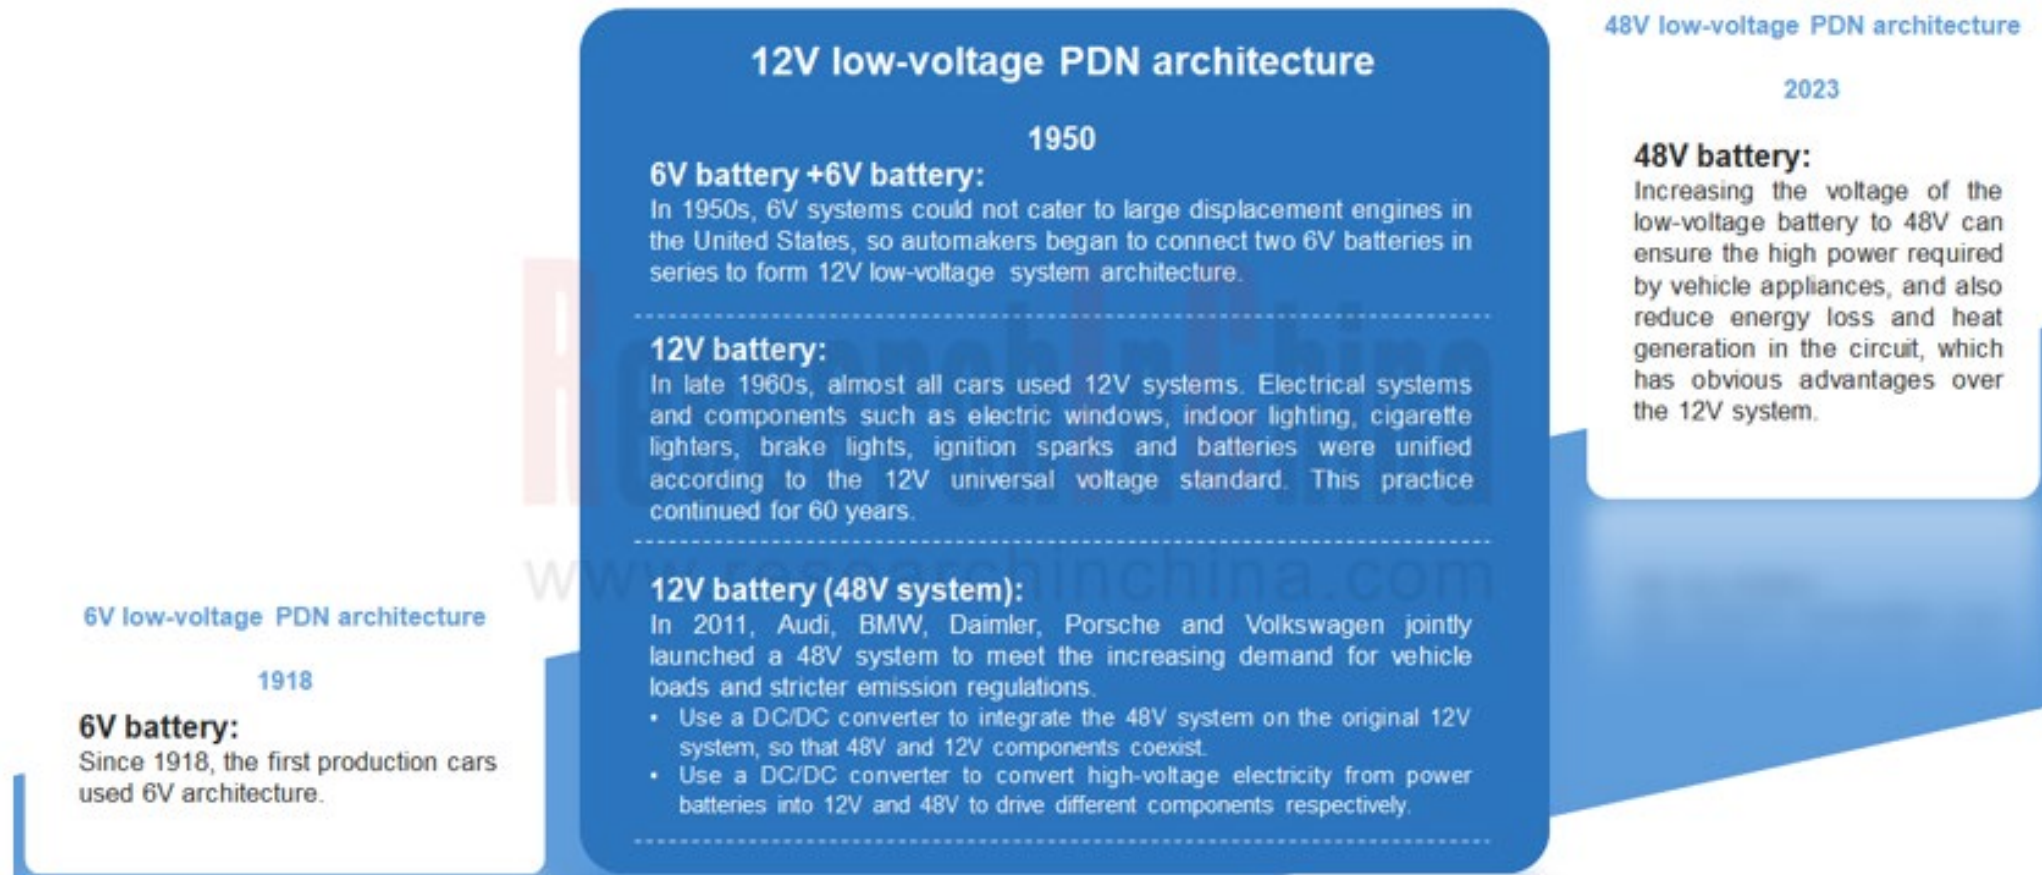 6V low-voltage PDN architecture
1918
6V battery:
Since 1918, the first production cars
used 6V architecture.
12V low-voltage PDN architecture
1950
6V battery +6V battery:
In 1950s, 6V systems could not cater to large displacement engines in
the United States, so automakers began to connect two 6V batteries in
series to form 12V low-voltage system architecture.
12V battery:
In late 1960s, almost all cars used 12V systems. Electrical systems
and components such as electric windows, indoor lighting, cigarette
lighters, brake lights, ignition sparks and batteries were unified
according to the 12V universal voltage standard. This practice
continued for 60 years.
12V battery (48V system):
In 2011, Audi, BMW, Daimler, Porsche and Volkswagen jointly
launched a 48V system to meet the increasing demand for vehicle
loads and stricter emission regulations.
• Use a DC/DC converter to integrate the 48V system on the original 12V
system, so that 48V and 12V components coexist.
• Use a DC/DC converter to convert high-voltage electricity from power
batteries into 12V and 48V to drive different components respectively.
48V low-voltage PDN architecture
2023
48V battery:
Increasing the voltage of the
low-voltage battery to 48V can
ensure the high power required
by vehicle appliances, and also
reduce energy loss and heat
generation in the circuit, which
has obvious advantages over
the 12V system.
ResearchInChina
www.researchinchina.com